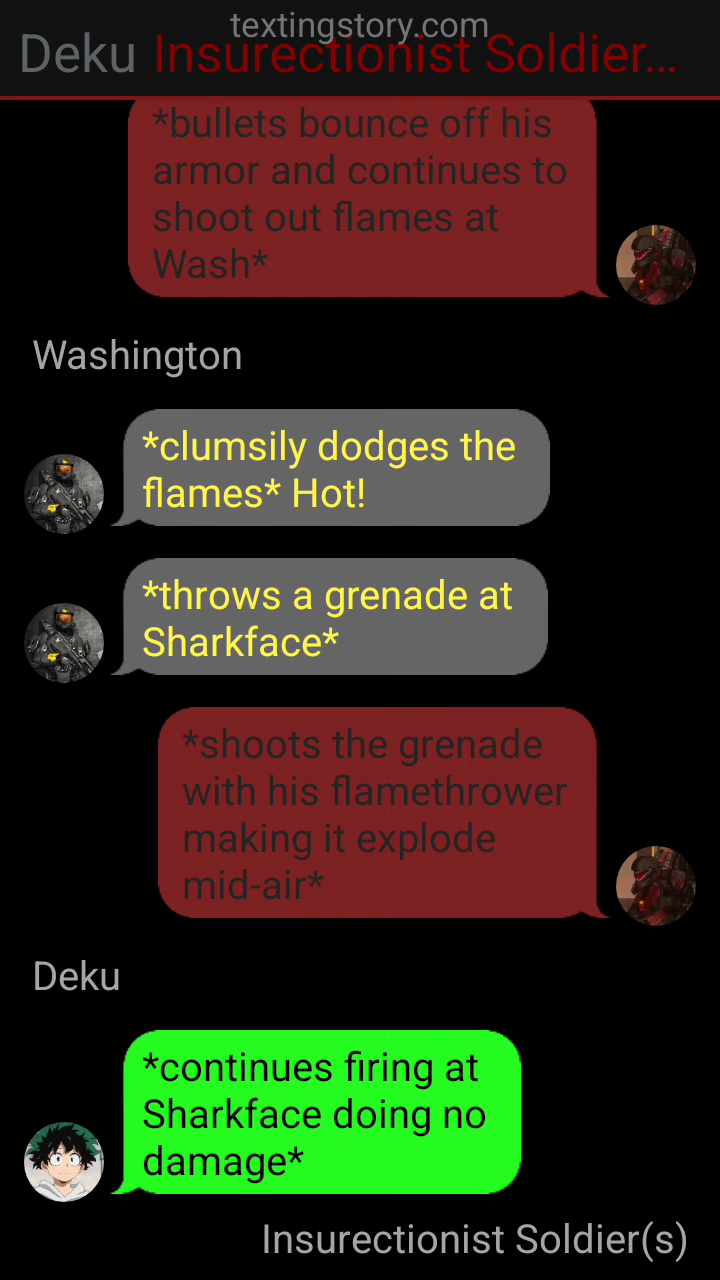 textingstory.com
Deku Insurectionist Soldier...
*bullets bounce off his
armor and continues to
shoot out flames at
Wash*
Washington
*clumsily dodges the
flames* Hot!
*throws a grenade at
Sharkface*
*shoots the grenade
with his flamethrower
making it explode
mid-air*
Deku
*continues firing at
Sharkface doing no
damage*
Insurectionist Soldier(s)